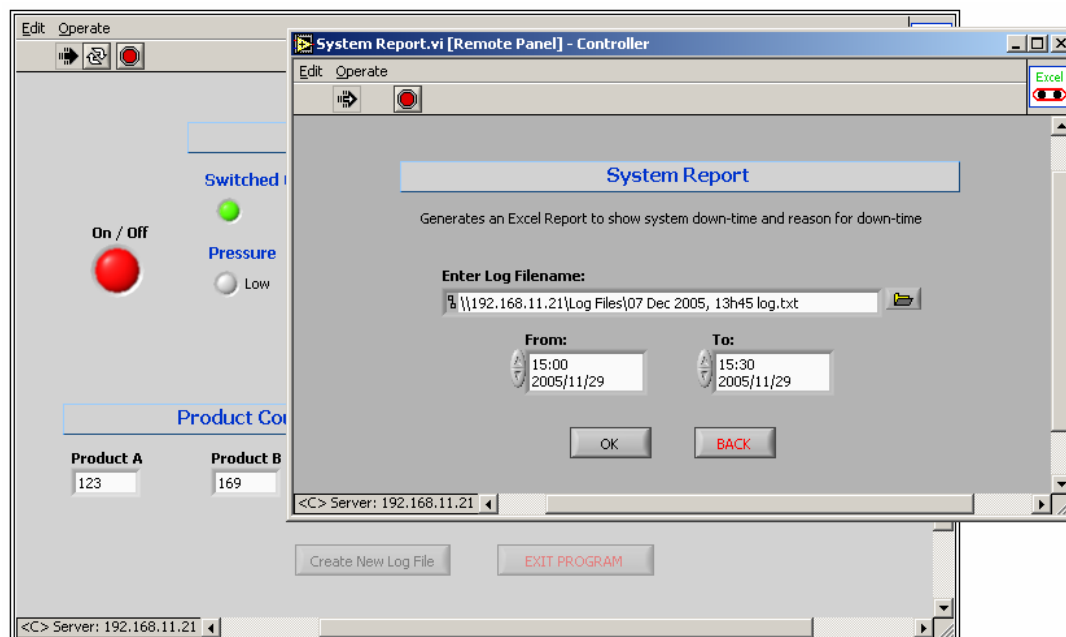 Edit Operate
System Report.vi [Remote Panel] - Controller
Edit Operate
Excel
System Report
Generates an Excel Report to show system down-time and reason for down-time
Enter Log Filename:
\\192.168.11.21\Log Files\07 Dec 2005, 13h45 log.txt
From:
To:
15:00
2005/11/29
15:30
2005/11/29
OK
BACK
<C> Server: 192.168.11.21
Switched
On / Off
Pressure
Low
Product
Product A
Product B
123
169
Create New Log File
EXIT PROGRAM
<C> Server: 192.168.11.21